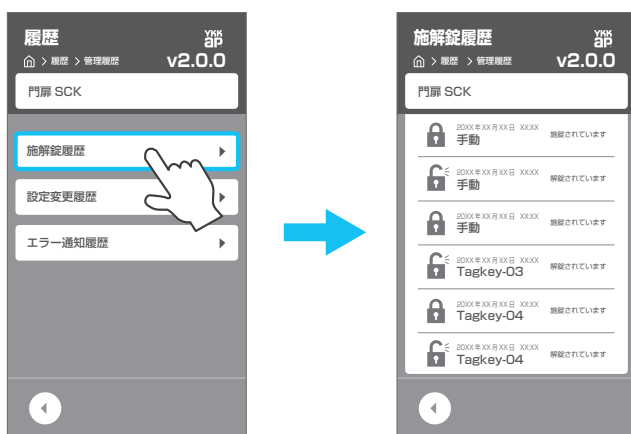 履歴
YKK
ap
履歴 > 管理履歴
v2.0.0
門扉 SCK
施解錠履歴
設定変更履歴
エラー通知履歴
施解錠履歴
YKK
ap
履歴 > 管理履歴
v2.0.0
門扉 SCK
20XX年XX月XX日 XX:XX
手動
施錠されています
20XX年XX月XX日 XX:XX
手動
解錠されています
20XX年XX月XX日 XX:XX
手動
施錠されています
20XX年XX月XX日 XX:XX
Tagkey-03
解錠されています
20XX年XX月XX日 XX:XX
Tagkey-04
施錠されています
20XX年XX月XX日 XX:XX
Tagkey-04
解錠されています